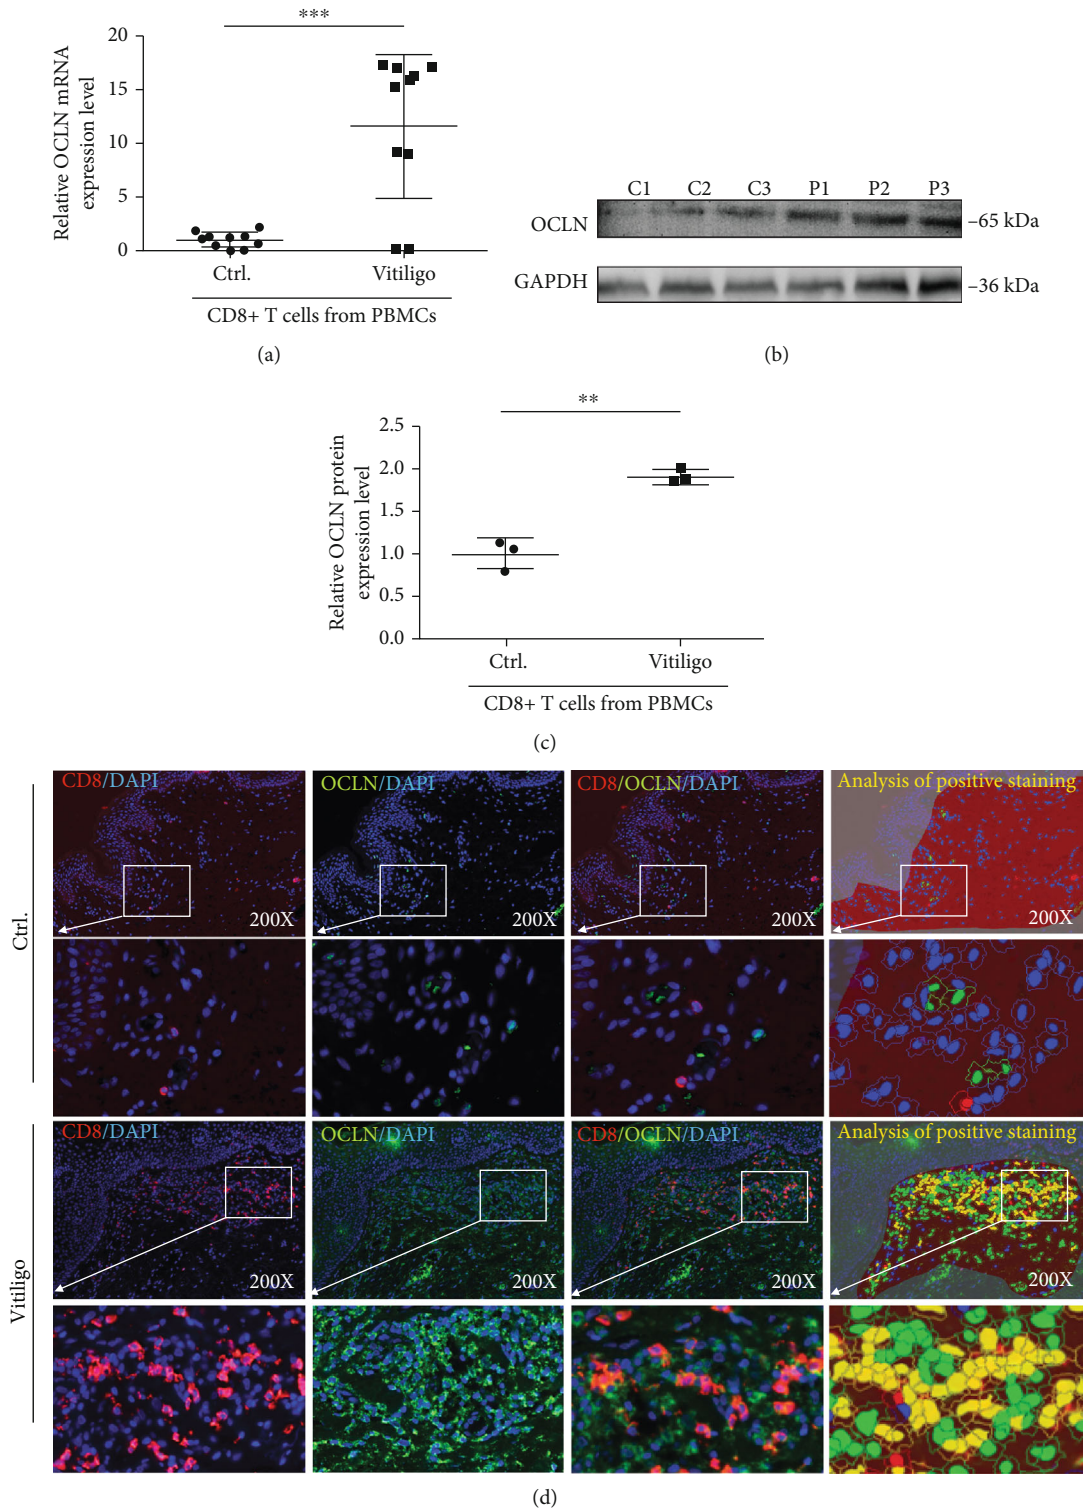 ***
20
15
10
5
0
Relative OCLN mRNA
expression level
Ctrl.
Vitiligo
CD8+ T cells from PBMCs
(a)
C1 C2 C3 P1 P2 P3
OCLN
–65 kDa
GAPDH
–36 kDa
(b)
**
2.5
2.0
1.5
1.0
0.5
0.0
Relative OCLN protein
expression level
Ctrl.
Vitiligo
CD8+ T cells from PBMCs
(c)
Ctrl.
CD8/DAPI
OCLN/DAPI
CD8/OCLN/DAPI
Analysis of positive staining
200X
200X
200X
200X
Vitiligo
CD8/DAPI
OCLN/DAPI
CD8/OCLN/DAPI
Analysis of positive staining
200X
200X
200X
200X
(d)